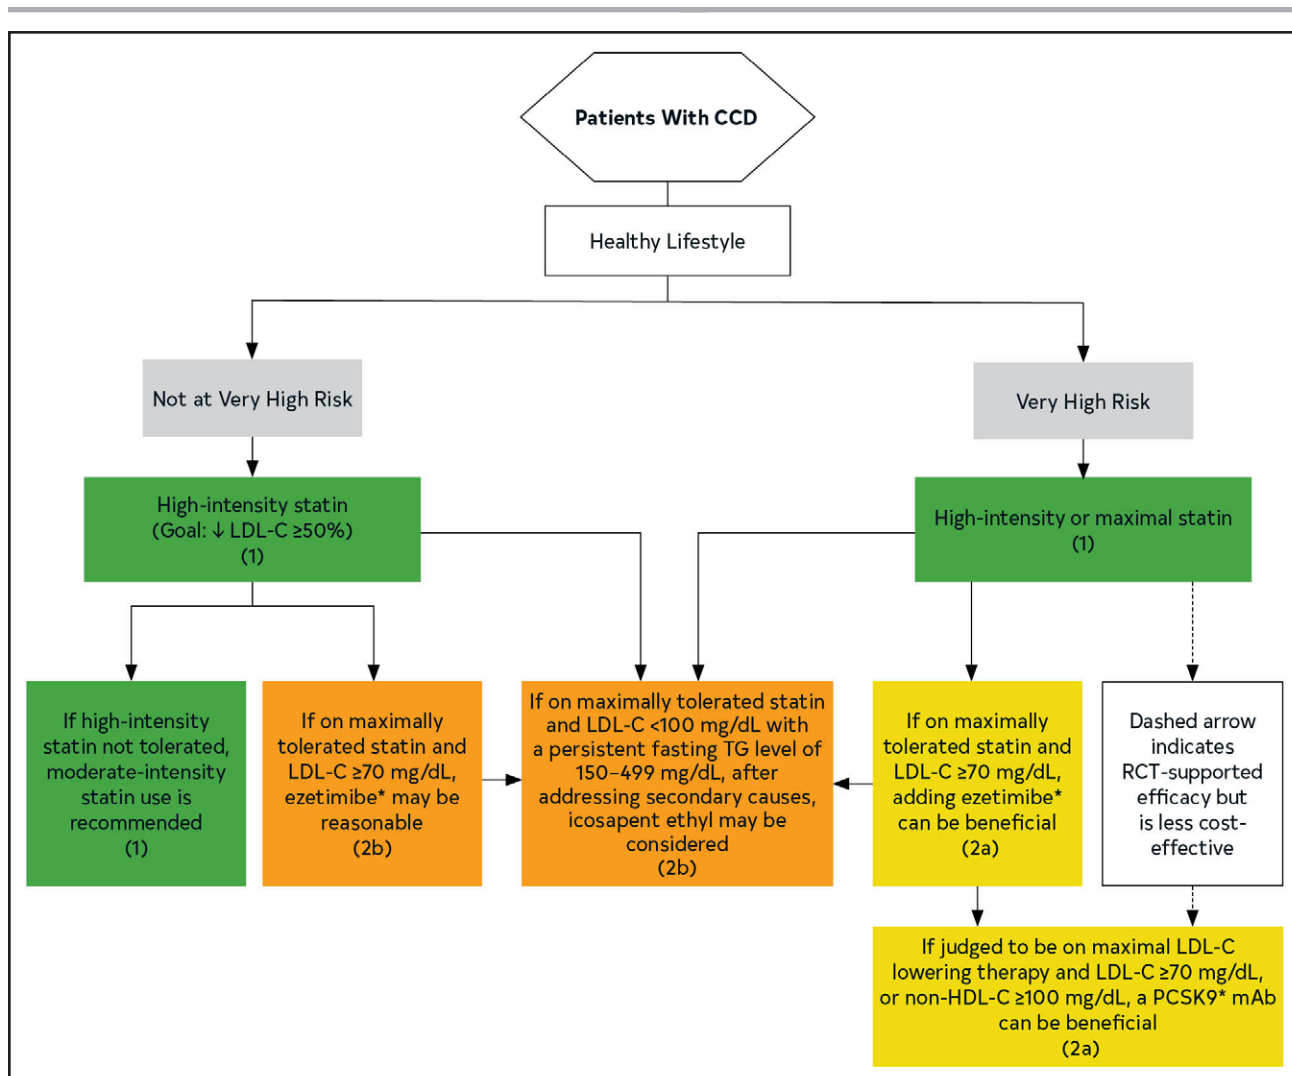 Patients With CCD
Healthy Lifestyle
Not at Very High Risk
Very High Risk
High-intensity statin
(Goal: ↓ LDL-C ≥50%)
(1)
High-intensity or maximal statin
(1)
If high-intensity
statin not tolerated,
moderate-intensity
statin use is
recommended
(1)
If on maximally
tolerated statin and
LDL-C ≥70 mg/dL,
ezetimibe* may be
reasonable
(2b)
If on maximally tolerated statin
and LDL-C <100 mg/dL with
a persistent fasting TG level of
150–499 mg/dL, after
addressing secondary causes,
icosapent ethyl may be
considered
(2b)
If on maximally
tolerated statin and
LDL-C ≥70 mg/dL,
adding ezetimibe*
can be beneficial
(2a)
Dashed arrow
indicates
RCT-supported
efficacy but
is less cost-
effective
If judged to be on maximal LDL-C
lowering therapy and LDL-C ≥70 mg/dL,
or non-HDL-C ≥100 mg/dL, a PCSK9* mAb
can be beneficial
(2a)